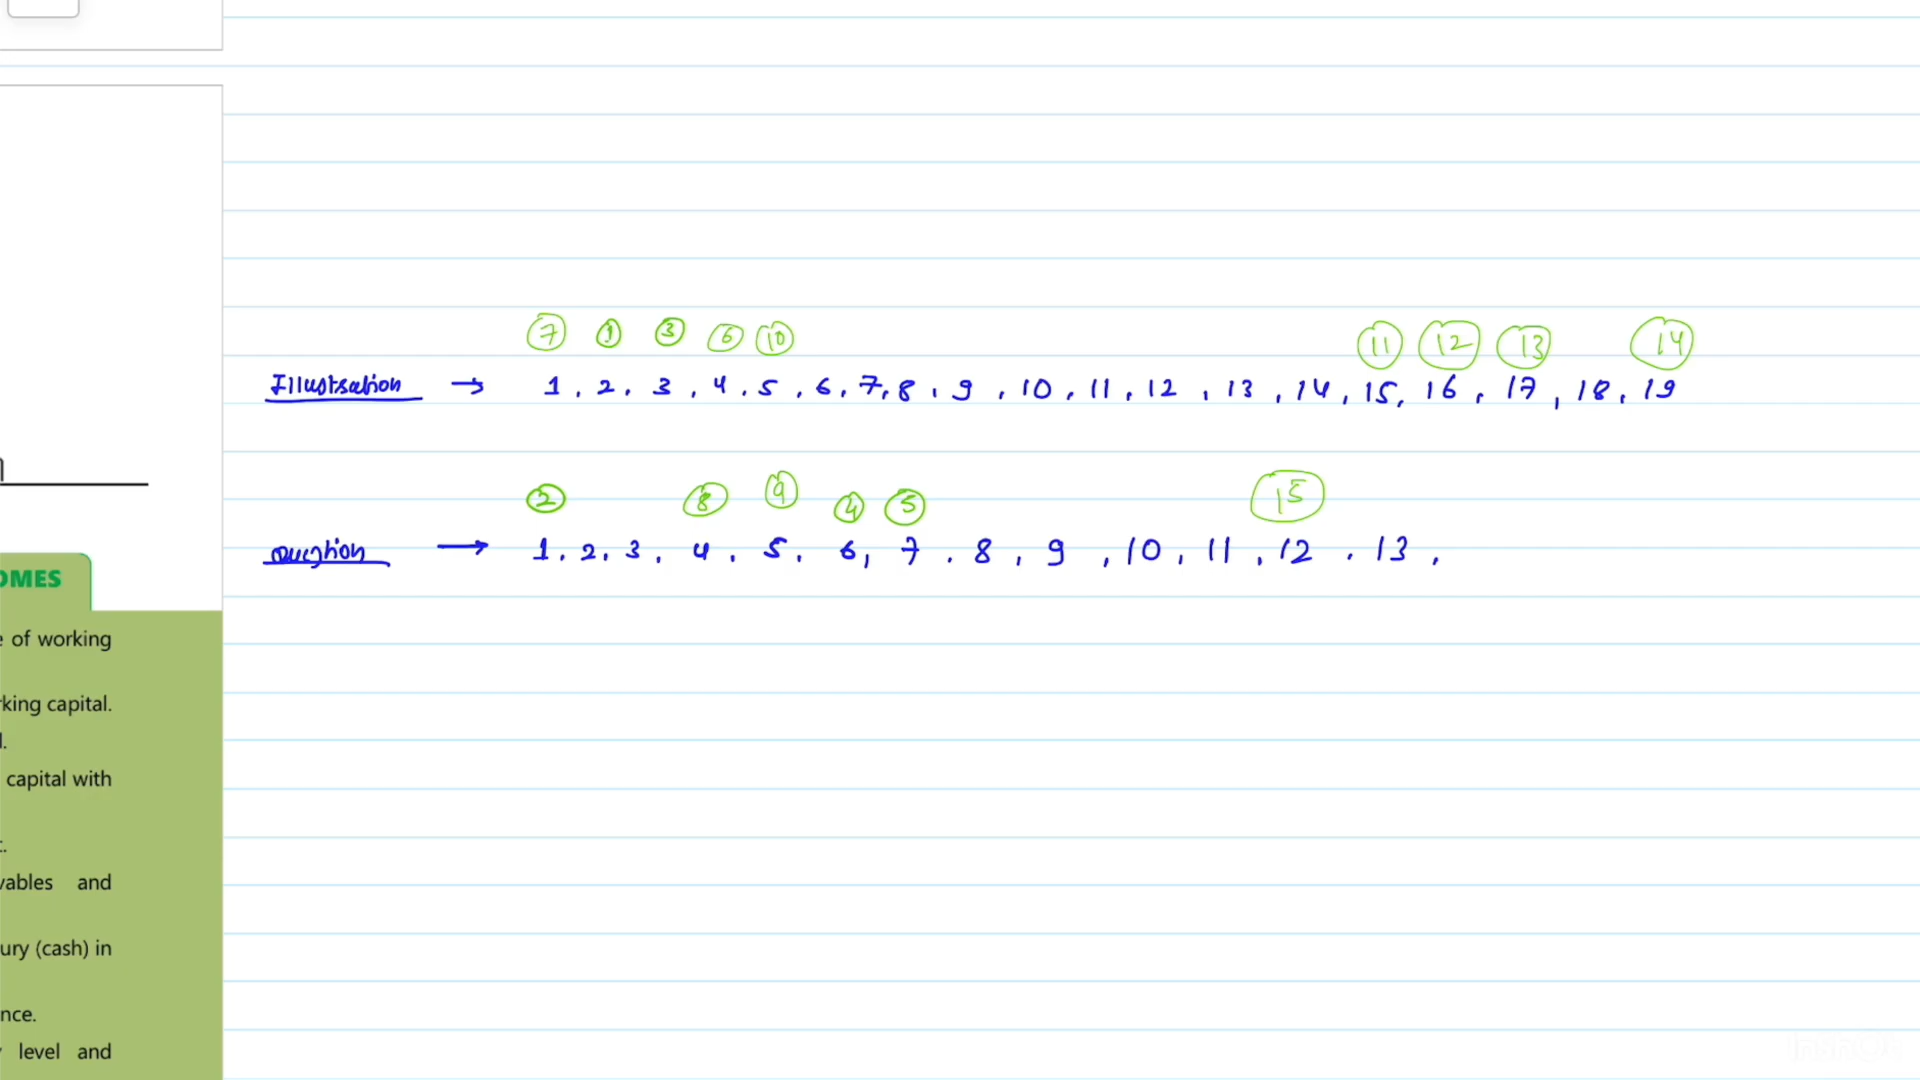 ⑦ ① ③ ⑥ ⑩ ⑪ ⑫ ⑬ ⑭
Illustration → 1, 2, 3, 4, 5, 6, 7, 8, 9, 10, 11, 12, 13, 14, 15, 16, 17, 18, 19
② ⑧ ⑨ ④ ⑤ ⑮
Question → 1, 2, 3, 4, 5, 6, 7, 8, 9, 10, 11, 12, 13,
OMES
e of working
rking capital.
l.
capital with
t.
vables and
ury (cash) in
nce.
level and